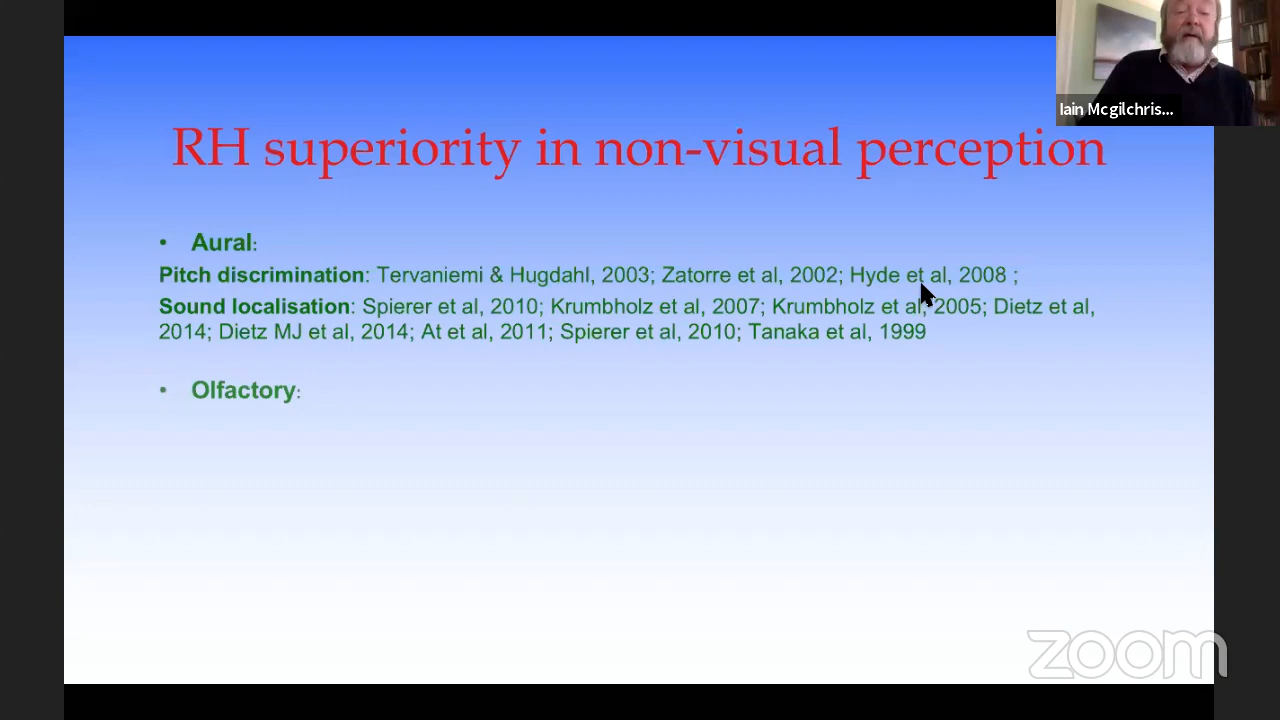 Iain Mcgilchris...
RH superiority in non-visual perception
• Aural:
Pitch discrimination: Tervaniemi & Hugdahl, 2003; Zatorre et al, 2002; Hyde et al, 2008 ;
Sound localisation: Spierer et al, 2010; Krumbholz et al, 2007; Krumbholz et al, 2005; Dietz et al,
2014; Dietz MJ et al, 2014; At et al, 2011; Spierer et al, 2010; Tanaka et al, 1999
• Olfactory:
zoom